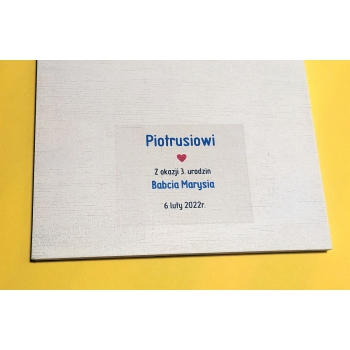 Piotrusiowi
Z okazji 3. urodzin
Babcia Marysia
6 luty 2022r.